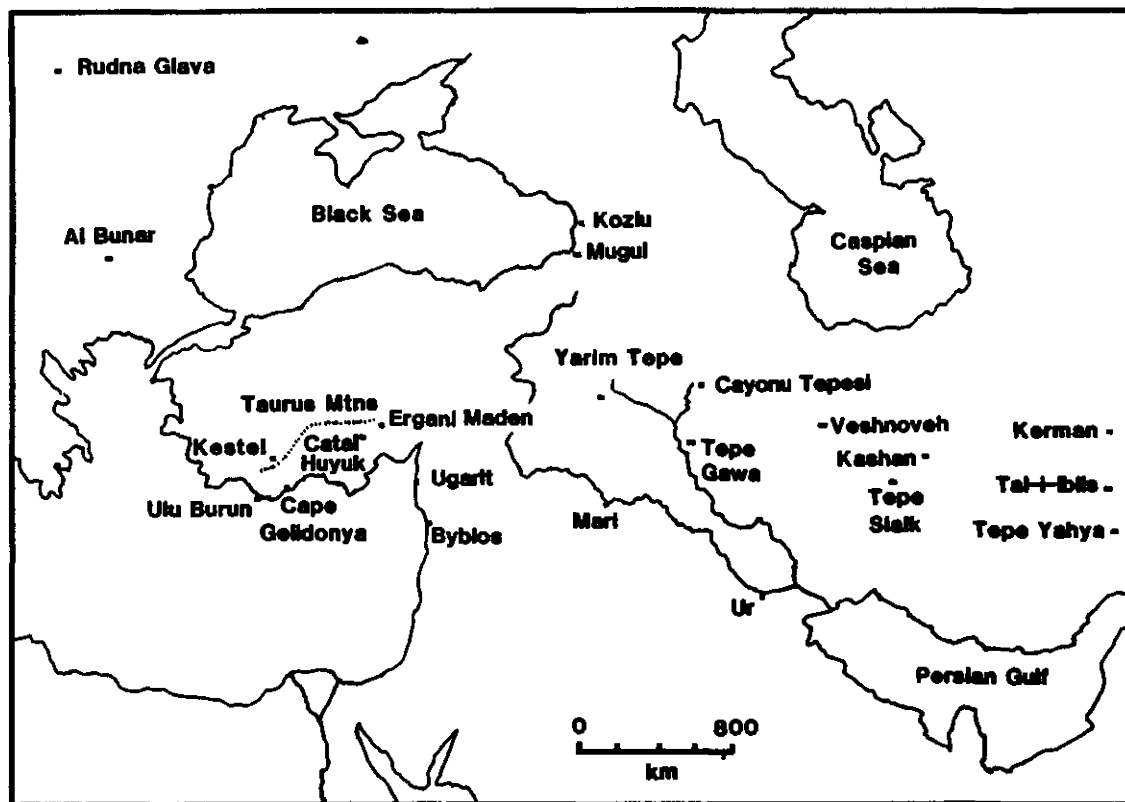 Rudna Glava
Black Sea
Kozlu
Ai Bunar
Mugul
Caspian
Sea
Yarim Tepe
Cayonu Tepesi
Taurus Mtns
Ergani Maden
Veshnoveh
Kerman
Kestel
Catal
Huyuk
Tepe
Gawa
Kashan
Ugarit
Tal-i-Iblis
Ulu Burun
Cape
Gelidonya
Mari
Tepe
Sialk
Byblos
Tepe Yahya
Ur
Persian Gulf
0 800
km